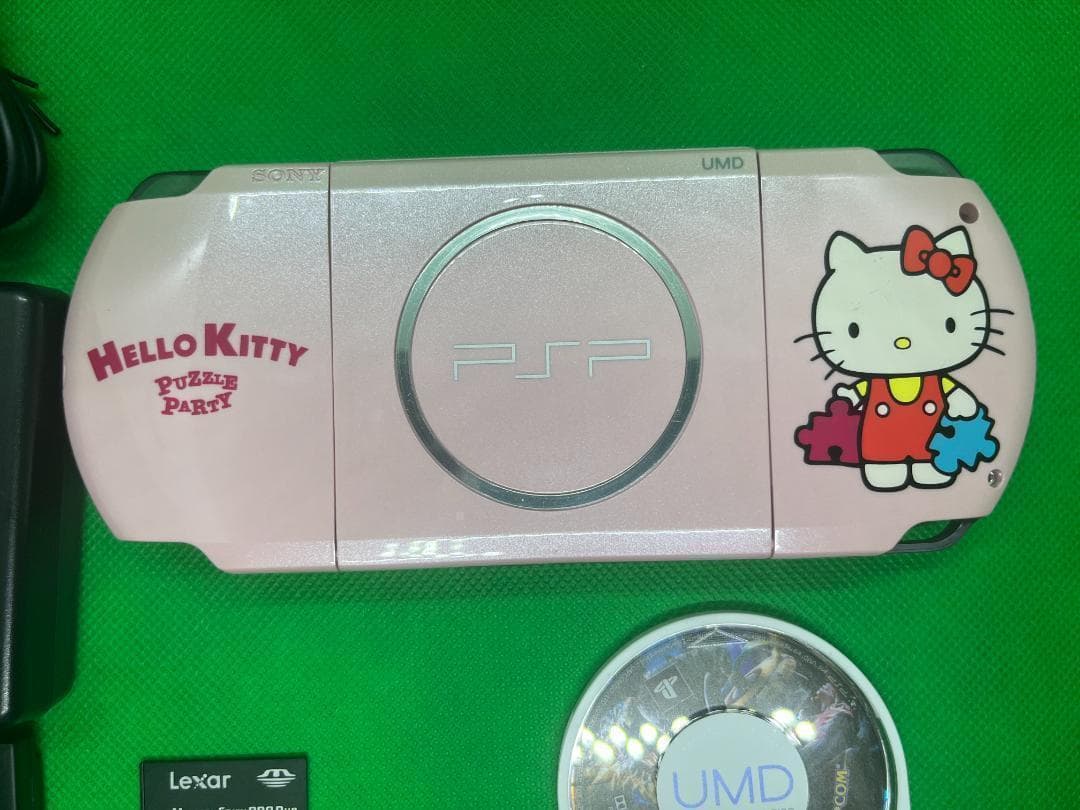 SONY
UMD
HELLO KITTY
PUZZLE
PARTY
PSP
Lexar
UMD